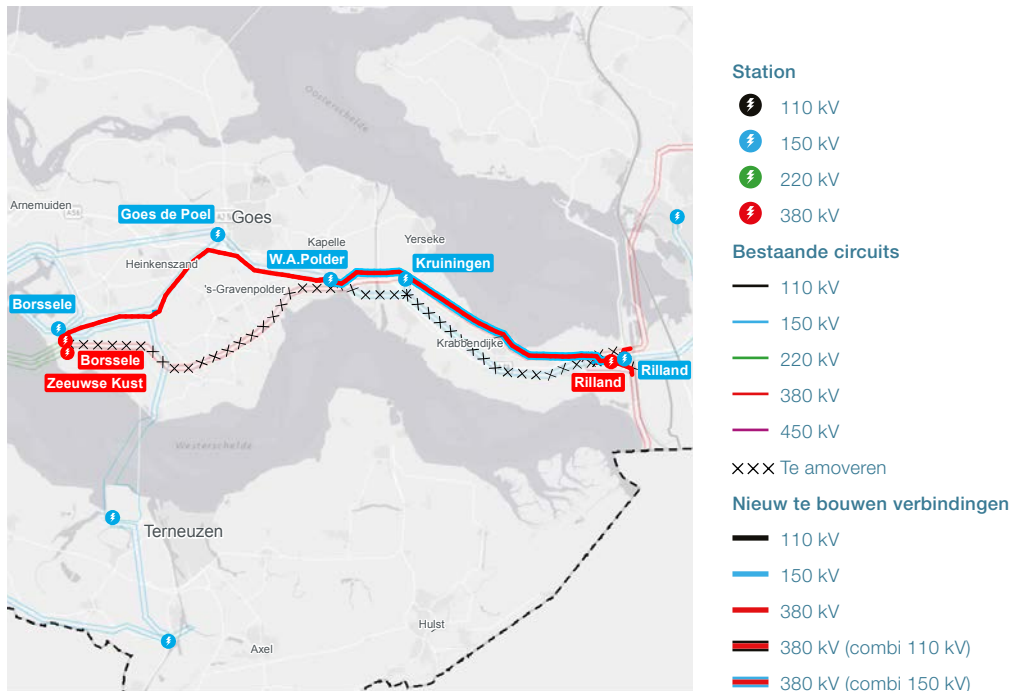 Oosterschelde
Arnemuiden
A58
Goes de Poel
Goes
Kapelle
Yerseke
Heinkenszand
W.A.Polder
Kruiningen
's-Gravenpolder
Borssele
Krabbendijke
Borssele
Zeeuwse Kust
Rilland
Rilland
Westerschelde
Terneuzen
Hulst
Axel
Station
110 kV
150 kV
220 kV
380 kV
Bestaande circuits
110 kV
150 kV
220 kV
380 kV
450 kV
Te amoveren
Nieuw te bouwen verbindingen
110 kV
150 kV
380 kV
380 kV (combi 110 kV)
380 kV (combi 150 kV)